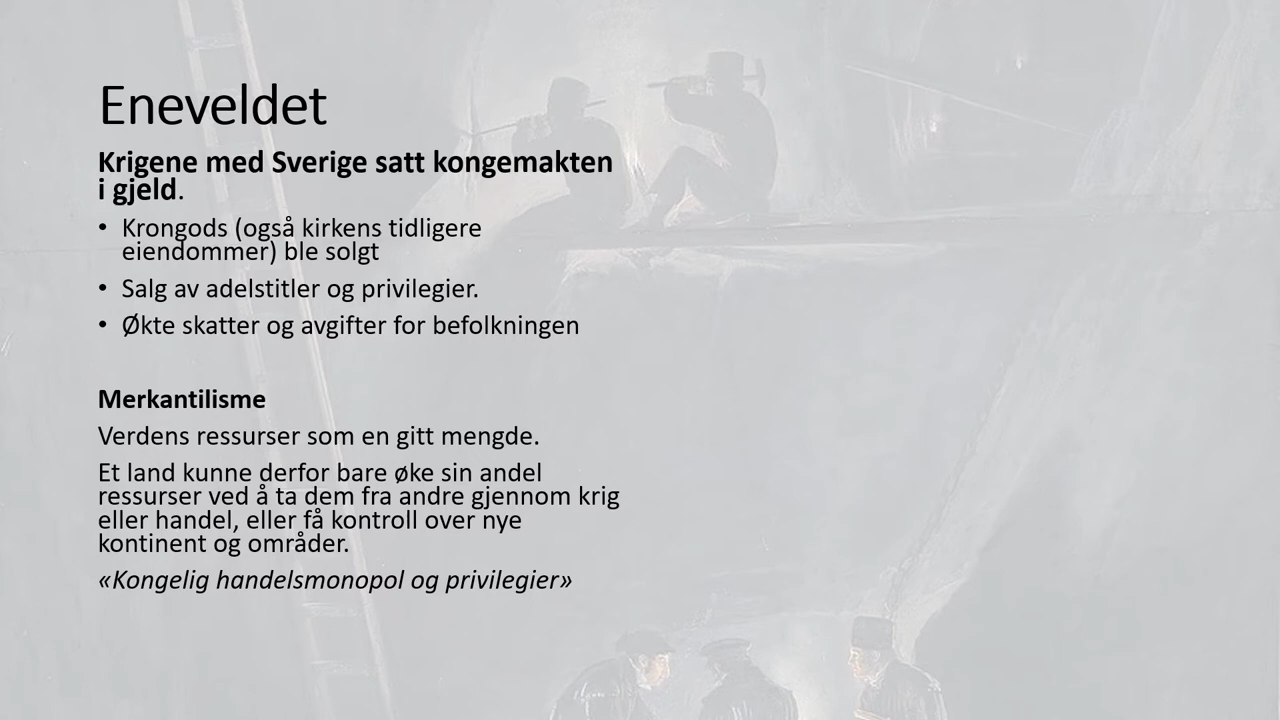 Eneveldet
Krigene med Sverige satt kongemakten
i gjeld.
• Krongods (også kirkens tidligere
eiendommer) ble solgt
• Salg av adelstitler og privilegier.
• Økte skatter og avgifter for befolkningen
Merkantilisme
Verdens ressurser som en gitt mengde.
Et land kunne derfor bare øke sin andel
ressurser ved å ta dem fra andre gjennom krig
eller handel, eller få kontroll over nye
kontinent og områder.
«Kongelig handelsmonopol og privilegier»